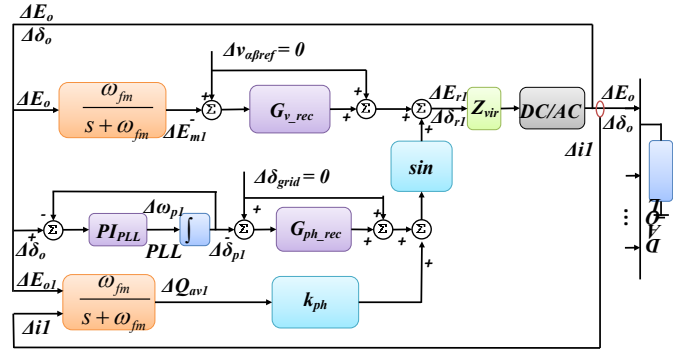 ΔE_o
Δδ_o
Δv_αβref = 0
ΔE_o
ω_fm
s + ω_fm
ΔE_m1
-
+
Σ
G_v_rec
+
+
Σ
+
+
Σ
ΔE_r1
Δδ_r1
Z_vir
DC/AC
ΔE_o
Δδ_o
Δi1
sin
Δδ_grid = 0
-
+
Σ
Δδ_o
PI_PLL
Δω_p1
∫
PLL
-
Δδ_p1
+
Σ
G_ph_rec
+
+
Σ
+
+
Σ
ΔE_o1
Δi1
ω_fm
s + ω_fm
ΔQ_av1
k_ph
...
L
O
A
D